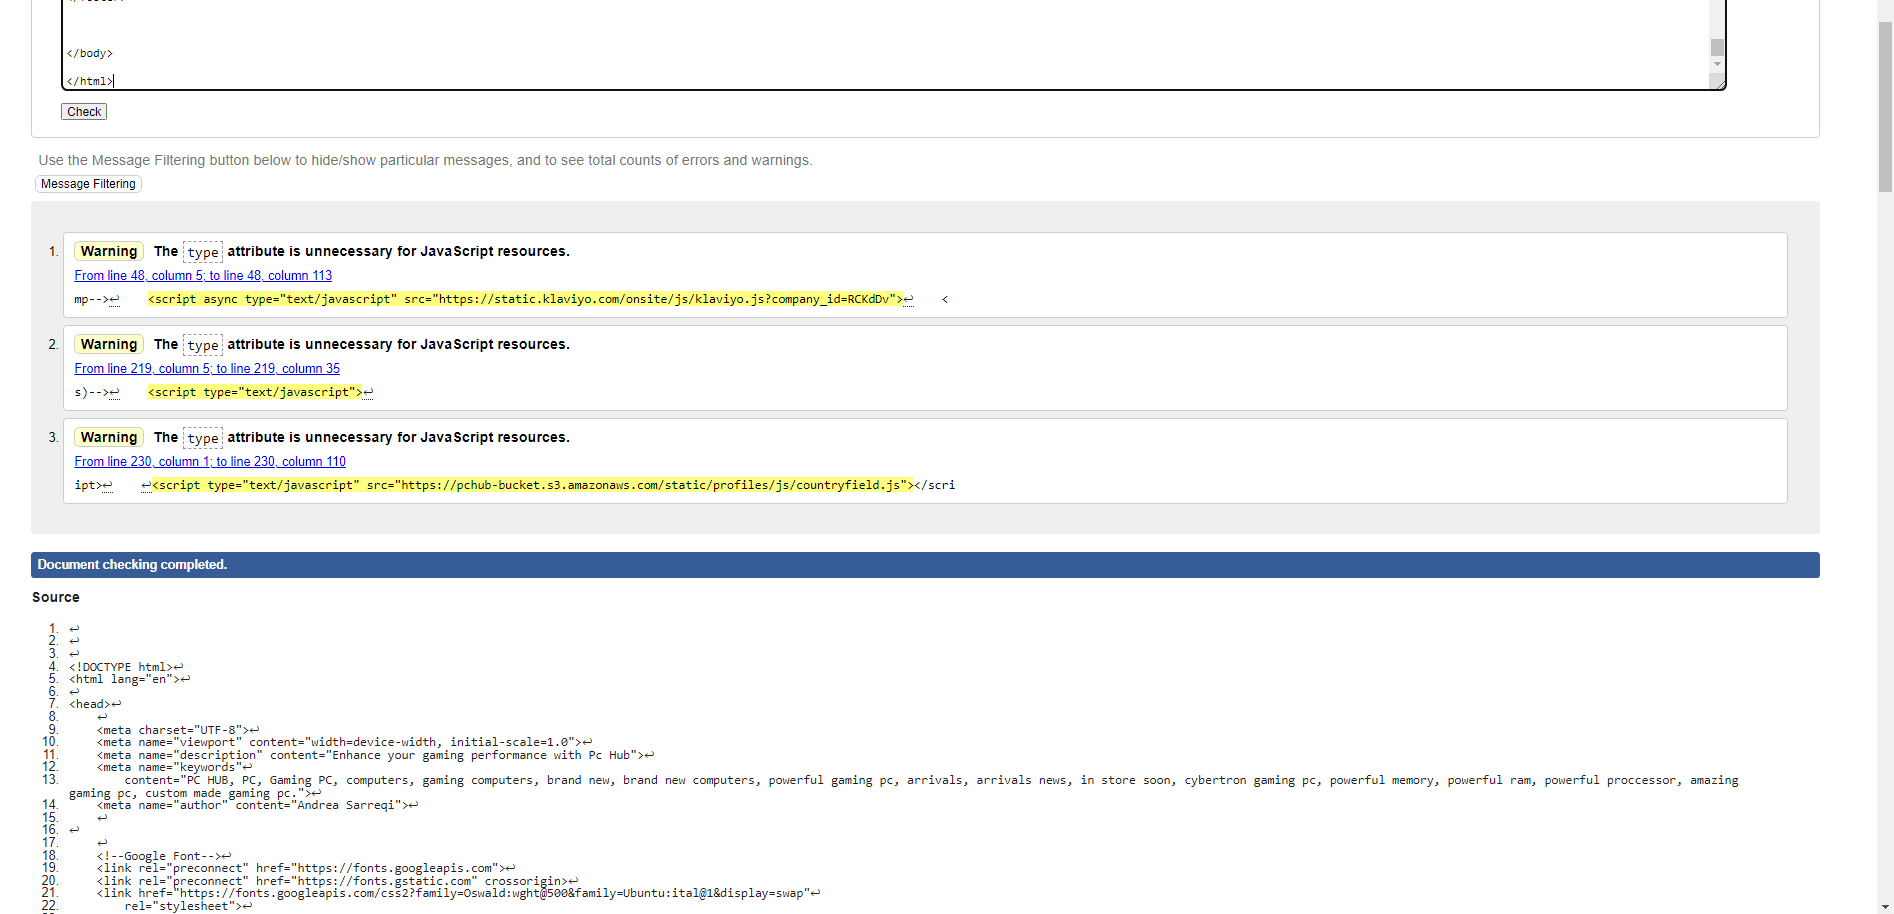 </body>
</html>
Check
Use the Message Filtering button below to hide/show particular messages, and to see total counts of errors and warnings.
Message Filtering
1. Warning The type attribute is unnecessary for JavaScript resources.
From line 48, column 5; to line 48, column 113
mp-->↩    <script async type="text/javascript" src="https://static.klaviyo.com/onsite/js/klaviyo.js?company_id=RCKdDv">↩    <
2. Warning The type attribute is unnecessary for JavaScript resources.
From line 219, column 5; to line 219, column 35
s)-->↩    <script type="text/javascript">↩
3. Warning The type attribute is unnecessary for JavaScript resources.
From line 230, column 1; to line 230, column 110
ipt>↩    ↩<script type="text/javascript" src="https://pchub-bucket.s3.amazonaws.com/static/profiles/js/countryfield.js"></scri
Document checking completed.
Source
1. ↩
2. ↩
3. ↩
4. <!DOCTYPE html>↩
5. <html lang="en">↩
6. ↩
7. <head>↩
8.     ↩
9.     <meta charset="UTF-8">↩
10.     <meta name="viewport" content="width=device-width, initial-scale=1.0">↩
11.     <meta name="description" content="Enhance your gaming performance with Pc Hub">↩
12.     <meta name="keywords"↩
13.         content="PC HUB, PC, Gaming PC, computers, gaming computers, brand new, brand new computers, powerful gaming pc, arrivals, arrivals news, in store soon, cybertron gaming pc, powerful memory, powerful ram, powerful proccessor, amazing
gaming pc, custom made gaming pc.">↩
14.     <meta name="author" content="Andrea Sarreqi">↩
15.     ↩
16. ↩
17.     ↩
18.     <!--Google Font-->↩
19.     <link rel="preconnect" href="https://fonts.googleapis.com">↩
20.     <link rel="preconnect" href="https://fonts.gstatic.com" crossorigin>↩
21.     <link href="https://fonts.googleapis.com/css2?family=Oswald:wght@500&family=Ubuntu:ital@1&display=swap"↩
22.         rel="stylesheet">↩